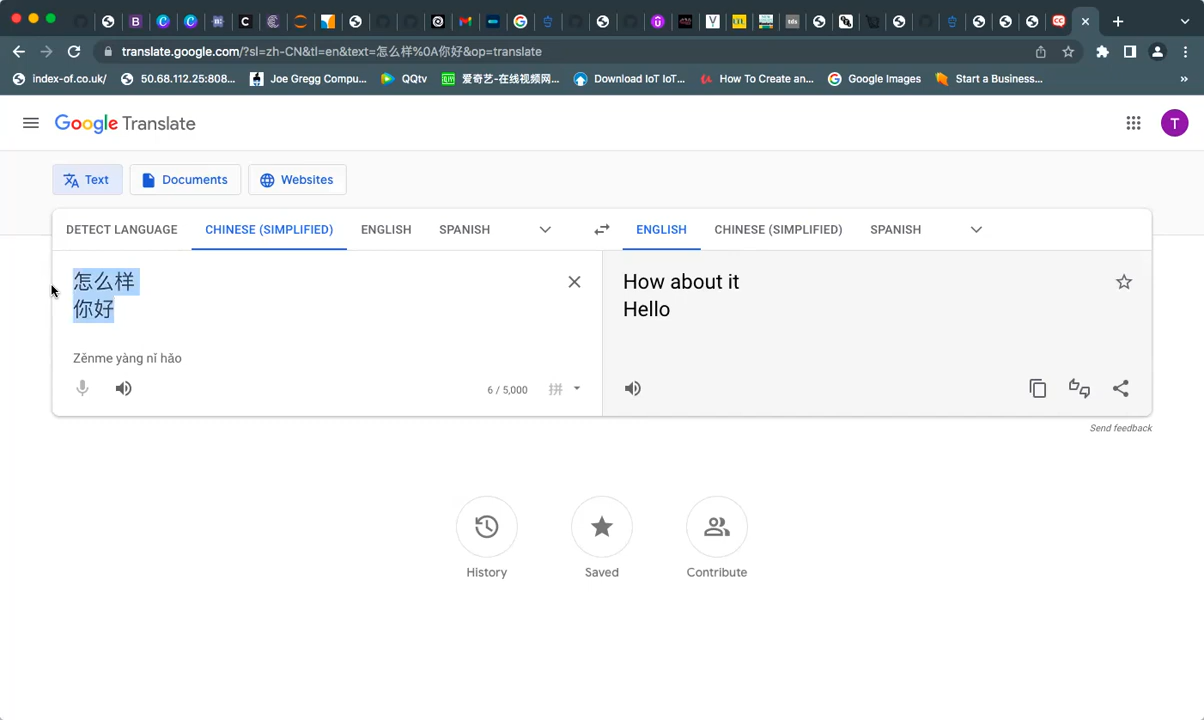 translate.google.com/?sl=zh-CN&tl=en&text=怎么样%0A你好&op=translate
index-of.co.uk/ 50.68.112.25:808... Joe Gregg Compu... QQtv 爱奇艺-在线视频网... Download IoT IoT... How To Create an... Google Images Start a Business... »
Google Translate T
Text Documents Websites
DETECT LANGUAGE CHINESE (SIMPLIFIED) ENGLISH SPANISH ENGLISH CHINESE (SIMPLIFIED) SPANISH
怎么样 How about it
你好 Hello
Zěnme yàng nǐ hǎo
6 / 5,000 拼
Send feedback
History Saved Contribute